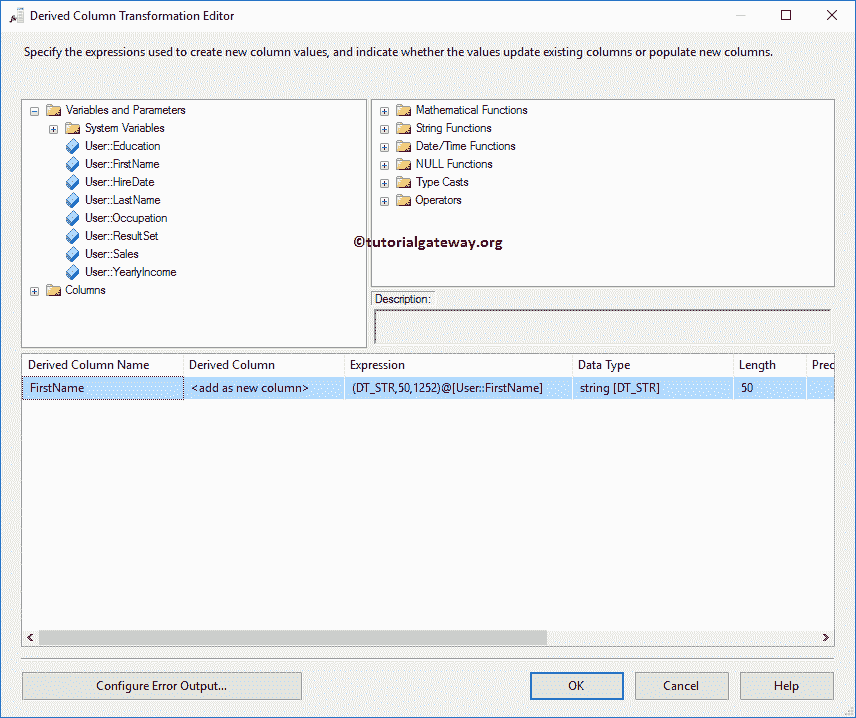 Derived Column Transformation Editor
Specify the expressions used to create new column values, and indicate whether the values update existing columns or populate new columns.
Variables and Parameters
System Variables
User::Education
User::FirstName
User::HireDate
User::LastName
User::Occupation
User::ResultSet
User::Sales
User::YearlyIncome
Columns
Mathematical Functions
String Functions
Date/Time Functions
NULL Functions
Type Casts
Operators
©tutorialgateway.org
Description:
Derived Column Name Derived Column Expression Data Type Length Prec
FirstName <add as new column> (DT_STR,50,1252)@[User::FirstName] string [DT_STR] 50
Configure Error Output... OK Cancel Help